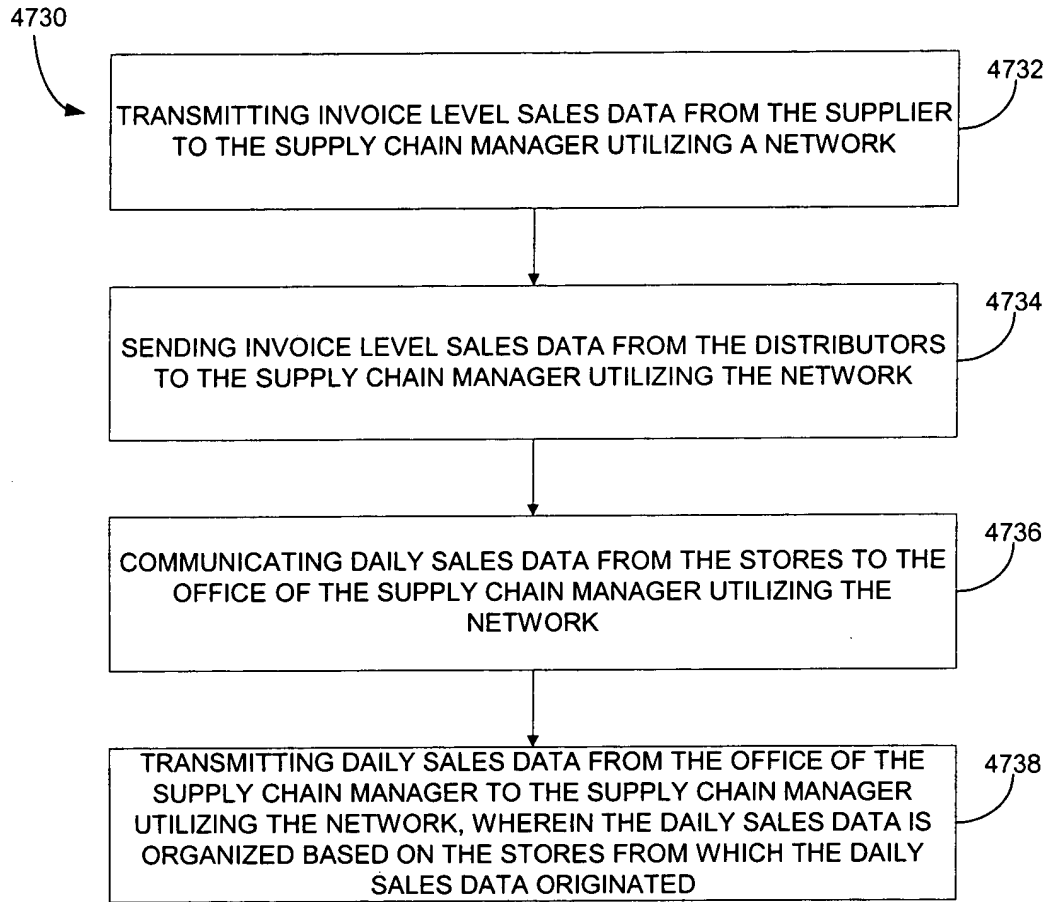 4730
4732
TRANSMITTING INVOICE LEVEL SALES DATA FROM THE SUPPLIER
TO THE SUPPLY CHAIN MANAGER UTILIZING A NETWORK
4734
SENDING INVOICE LEVEL SALES DATA FROM THE DISTRIBUTORS
TO THE SUPPLY CHAIN MANAGER UTILIZING THE NETWORK
4736
COMMUNICATING DAILY SALES DATA FROM THE STORES TO THE
OFFICE OF THE SUPPLY CHAIN MANAGER UTILIZING THE
NETWORK
4738
TRANSMITTING DAILY SALES DATA FROM THE OFFICE OF THE
SUPPLY CHAIN MANAGER TO THE SUPPLY CHAIN MANAGER
UTILIZING THE NETWORK, WHEREIN THE DAILY SALES DATA IS
ORGANIZED BASED ON THE STORES FROM WHICH THE DAILY
SALES DATA ORIGINATED